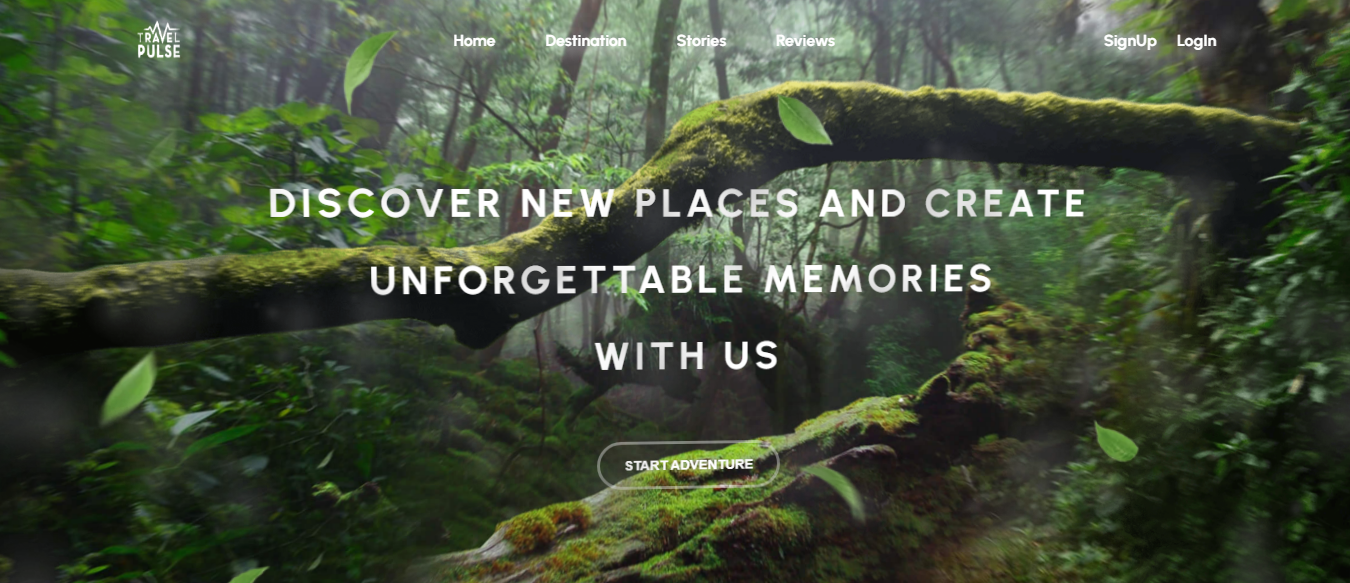 TRAVEL
PULSE
Home Destination Stories Reviews SignUp LogIn
DISCOVER NEW PLACES AND CREATE
UNFORGETTABLE MEMORIES
WITH US
START ADVENTURE